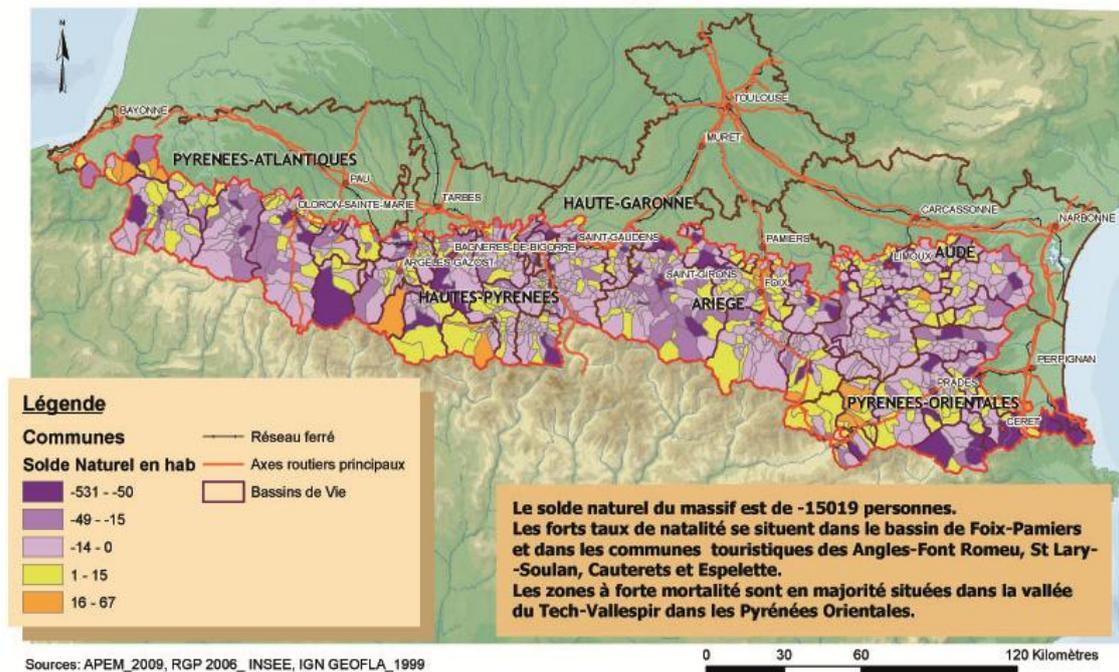 BAYONNE
TOULOUSE
MURET
PYRENEES-ATLANTIQUES
PAU
TARBES
OLORON-SAINTE-MARIE
HAUTE-GARONNE
CARCASSONNE
NARBONNE
BAGNERES-DE-BIGORRE
SAINT-GAUDENS
PAMIERS
LIMOUX
AUDE
ARGELES-GAZOST
SAINT-GIRONS
FOIX
HAUTES-PYRENEES
ARIEGE
PERPIGNAN
PRADES
PYRENEES-ORIENTALES
CERET
Légende
Communes
Solde Naturel en hab
-531 - -50
-49 - -15
-14 - 0
1 - 15
16 - 67
Réseau ferré
Axes routiers principaux
Bassins de Vie
Le solde naturel du massif est de -15019 personnes.
Les forts taux de natalité se situent dans le bassin de Foix-Pamiers
et dans les communes touristiques des Angles-Font Romeu, St Lary-
-Soulan, Cauterets et Espelette.
Les zones à forte mortalité sont en majorité situées dans la vallée
du Tech-Vallespir dans les Pyrénées Orientales.
Sources: APEM_2009, RGP 2006_ INSEE, IGN GEOFLA_1999
0 30 60 120 Kilomètres